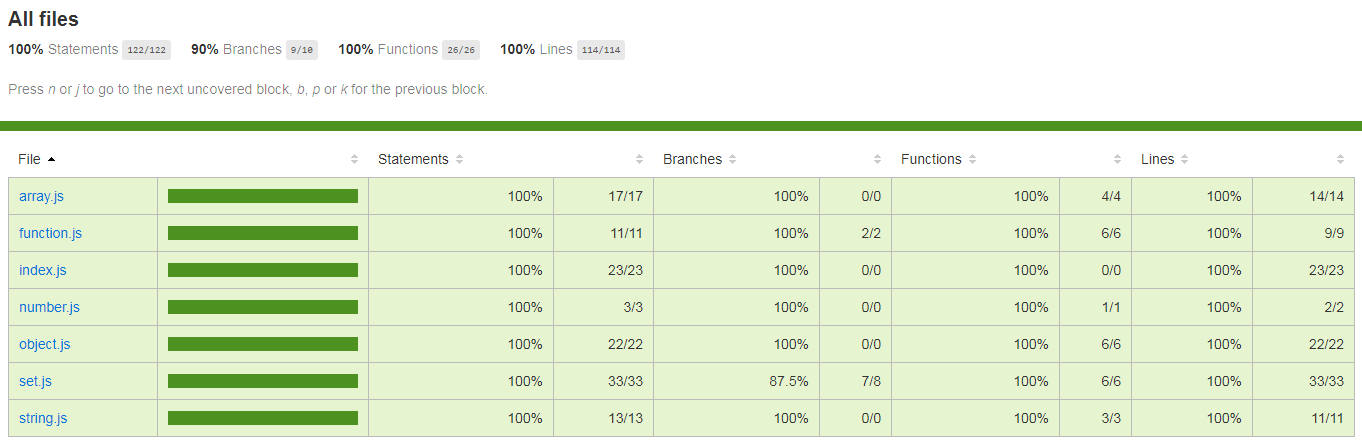 All files
100% Statements 122/122 90% Branches 9/10 100% Functions 26/26 100% Lines 114/114
Press n or j to go to the next uncovered block, b, p or k for the previous block.
File Statements Branches Functions Lines
array.js 100% 17/17 100% 0/0 100% 4/4 100% 14/14
function.js 100% 11/11 100% 2/2 100% 6/6 100% 9/9
index.js 100% 23/23 100% 0/0 100% 0/0 100% 23/23
number.js 100% 3/3 100% 0/0 100% 1/1 100% 2/2
object.js 100% 22/22 100% 0/0 100% 6/6 100% 22/22
set.js 100% 33/33 87.5% 7/8 100% 6/6 100% 33/33
string.js 100% 13/13 100% 0/0 100% 3/3 100% 11/11